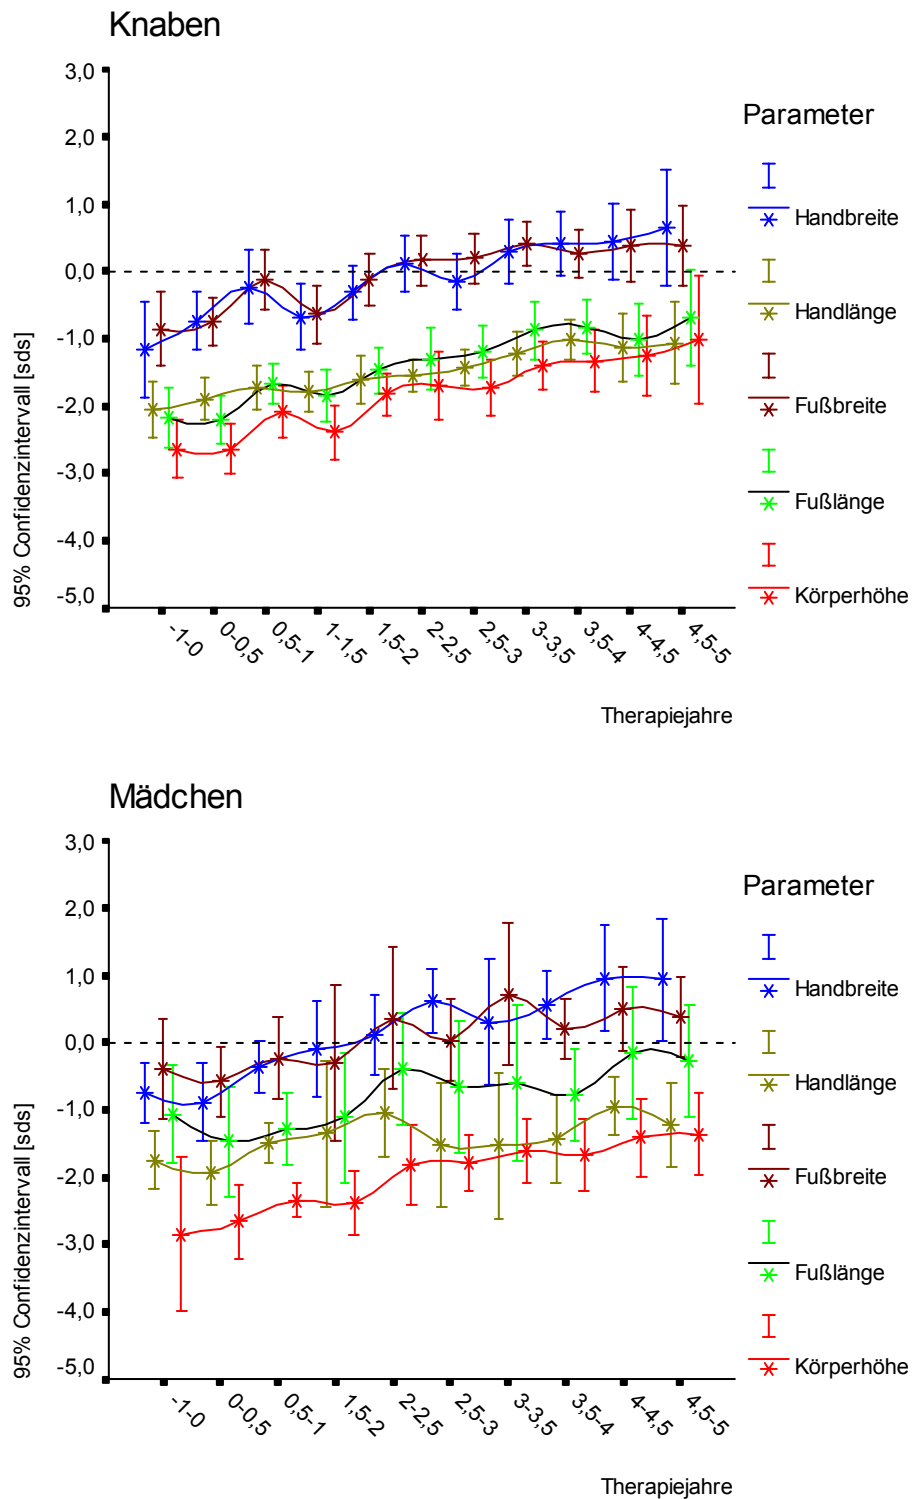 Knaben
3,0
2,0
1,0
0,0
-1,0
-2,0
-3,0
-4,0
-5,0
95% Confidenzintervall [sds]
-1-0
0-0,5
0,5-1
1-1,5
1,5-2
2-2,5
2,5-3
3-3,5
3,5-4
4-4,5
4,5-5
Therapiejahre
Parameter
Handbreite
Handlänge
Fußbreite
Fußlänge
Körperhöhe
Mädchen
3,0
2,0
1,0
0,0
-1,0
-2,0
-3,0
-4,0
-5,0
95% Confidenzintervall [sds]
-1-0
0-0,5
0,5-1
1,5-2
2-2,5
2,5-3
3-3,5
3,5-4
4-4,5
4,5-5
Therapiejahre
Parameter
Handbreite
Handlänge
Fußbreite
Fußlänge
Körperhöhe